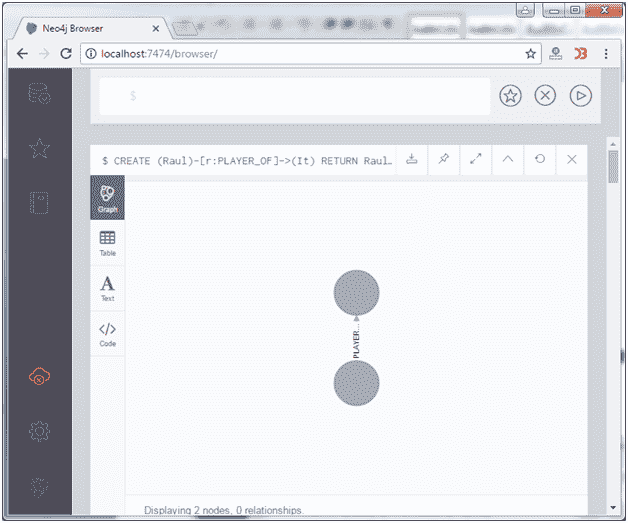 Neo4j Browser
localhost:7474/browser/
$
$ CREATE (Raul)-[r:PLAYER_OF]->(It) RETURN Raul…
Graph
Table
A
Text
</>
Code
PLAYER…
Displaying 2 nodes, 0 relationships.